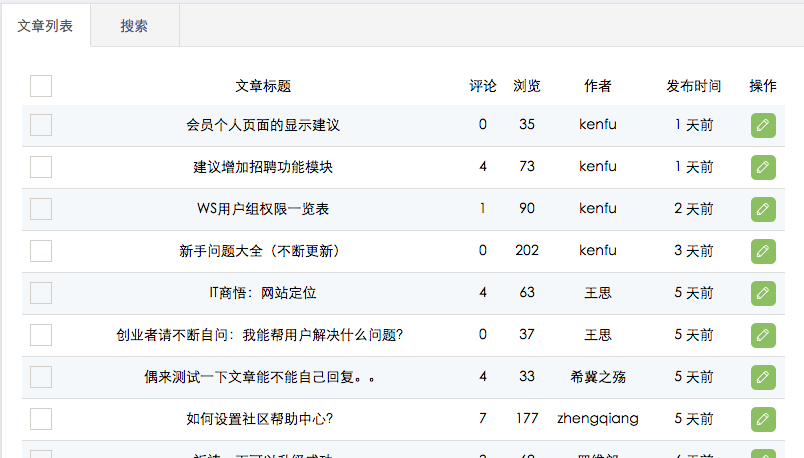 文章列表 搜索
文章标题 评论 浏览 作者 发布时间 操作
会员个人页面的显示建议 0 35 kenfu 1 天前
建议增加招聘功能模块 4 73 kenfu 1 天前
WS用户组权限一览表 1 90 kenfu 2 天前
新手问题大全（不断更新） 0 202 kenfu 3 天前
IT商悟：网站定位 4 63 王思 5 天前
创业者请不断自问：我能帮用户解决什么问题？ 0 37 王思 5 天前
偶来测试一下文章能不能自己回复。。 4 33 希冀之殇 5 天前
如何设置社区帮助中心？ 7 177 zhengqiang 5 天前